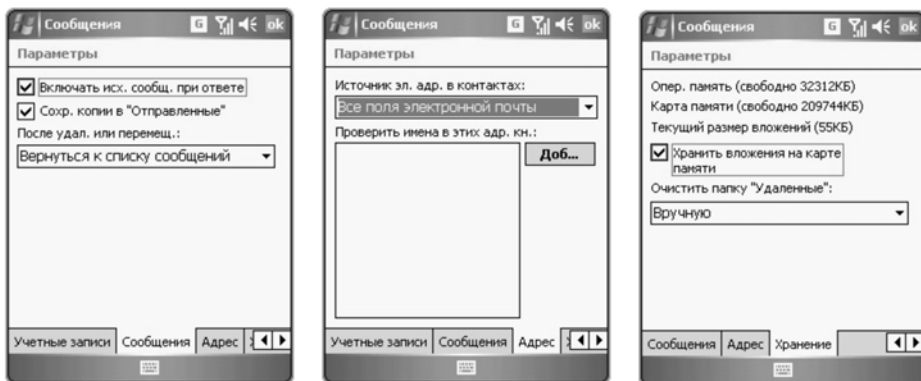 Сообщения
G
ok
Параметры
Включать исх. сообщ. при ответе
Сохр. копии в "Отправленные"
После удал. или перемещ.:
Вернуться к списку сообщений
Учетные записи
Сообщения
Адрес
Сообщения
G
ok
Параметры
Источник эл. адр. в контактах:
Все поля электронной почты
Проверить имена в этих адр. кн.:
Доб...
Учетные записи
Сообщения
Адрес
Сообщения
G
ok
Параметры
Опер. память (свободно 32312КБ)
Карта памяти (свободно 209744КБ)
Текущий размер вложений (55КБ)
Хранить вложения на карте
памяти
Очистить папку "Удаленные":
Вручную
Сообщения
Адрес
Хранение